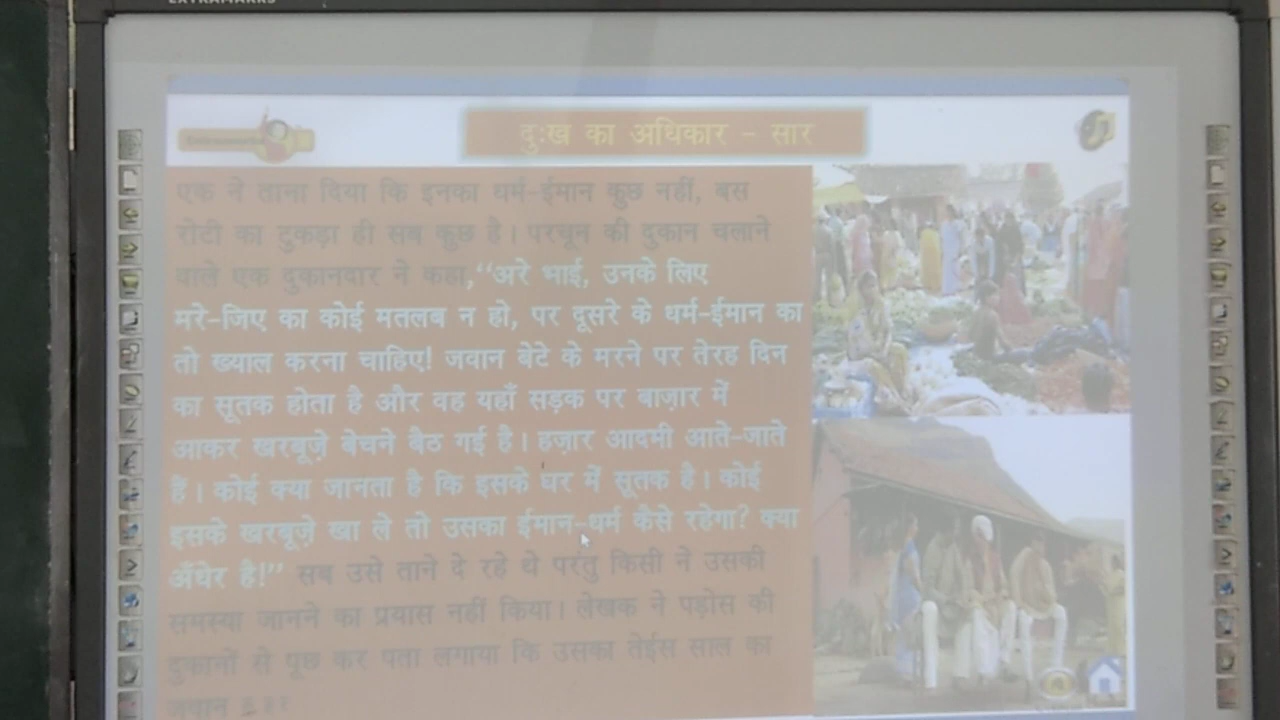 EXTRAMARKS
दुःख का अधिकार - सार
एक ने ताना दिया कि इनका धर्म-ईमान कुछ नहीं, बस
रोटी का टुकड़ा ही सब कुछ है। परचून की दुकान चलाने
वाले एक दुकानदार ने कहा,‘‘अरे भाई, उनके लिए
मरे-जिए का कोई मतलब न हो, पर दूसरे के धर्म-ईमान का
तो ख्याल करना चाहिए! जवान बेटे के मरने पर तेरह दिन
का सूतक होता है और वह यहाँ सड़क पर बाज़ार में
आकर खरबूज़े बेचने बैठ गई है। हज़ार आदमी आते-जाते
हैं। कोई क्या जानता है कि इसके घर में सूतक है। कोई
इसके खरबूज़े खा ले तो उसका ईमान-धर्म कैसे रहेगा? क्या
अँधेर है!’’ सब उसे ताने दे रहे थे परंतु किसी ने उसकी
समस्या जानने का प्रयास नहीं किया। लेखक ने पड़ोस की
दुकानों से पूछ कर पता लगाया कि उसका तेईस साल का